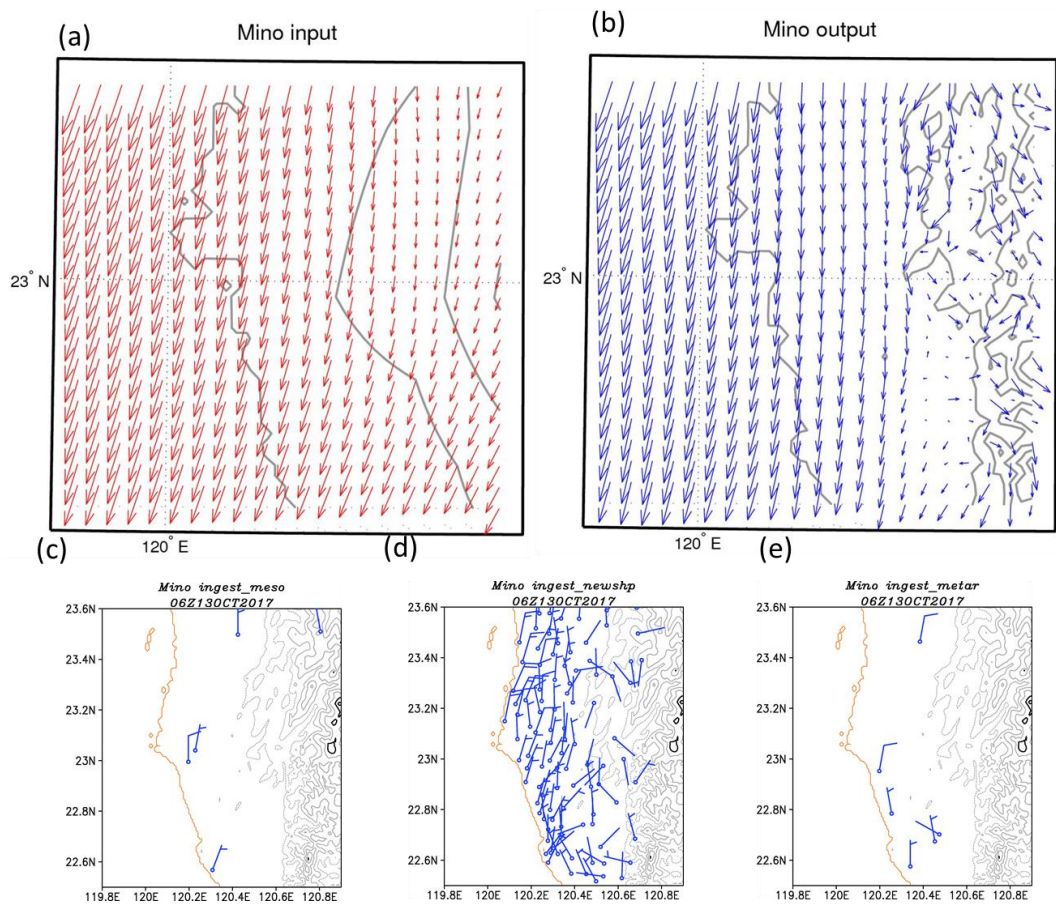 (a)
Mino input
(b)
Mino output
23° N
23° N
120° E
120° E
(c)
(d)
(e)
Mino ingest_meso
06Z13OCT2017
Mino ingest_newshp
06Z13OCT2017
Mino ingest_metar
06Z13OCT2017
23.6N
23.4N
23.2N
23N
22.8N
22.6N
119.8E 120E 120.2E 120.4E 120.6E 120.8E
23.6N
23.4N
23.2N
23N
22.8N
22.6N
119.8E 120E 120.2E 120.4E 120.6E 120.8E
23.6N
23.4N
23.2N
23N
22.8N
22.6N
119.8E 120E 120.2E 120.4E 120.6E 120.8E